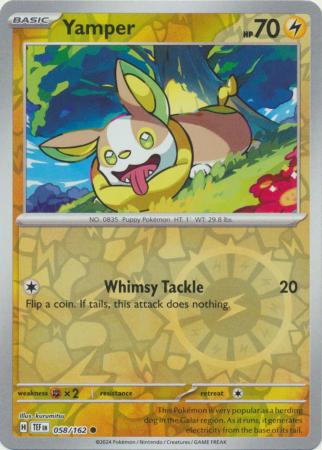 BASIC
Yamper
HP 70
NO. 0835 Puppy Pokémon HT: 1' WT: 29.8 lbs.
Whimsy Tackle 20
Flip a coin. If tails, this attack does nothing.
weakness ×2 resistance retreat
Illus. kurumitsu
H TEF EN 058/162
This Pokémon is very popular as a herding
dog in the Galar region. As it runs, it generates
electricity from the base of its tail.
©2024 Pokémon / Nintendo / Creatures / GAME FREAK